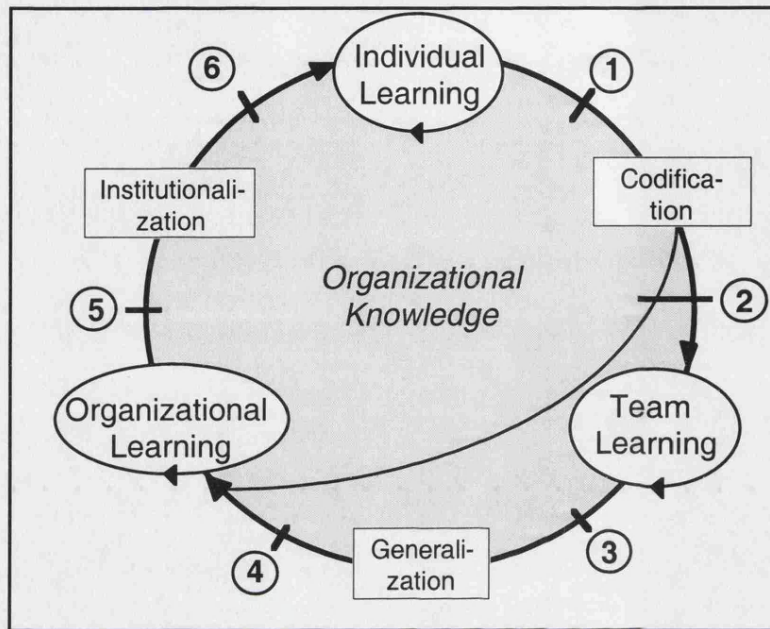 Individual
Learning
1
Codifica-
tion
2
Team
Learning
3
Generali-
zation
4
Organizational
Learning
5
Institutionali-
zation
6
Organizational
Knowledge